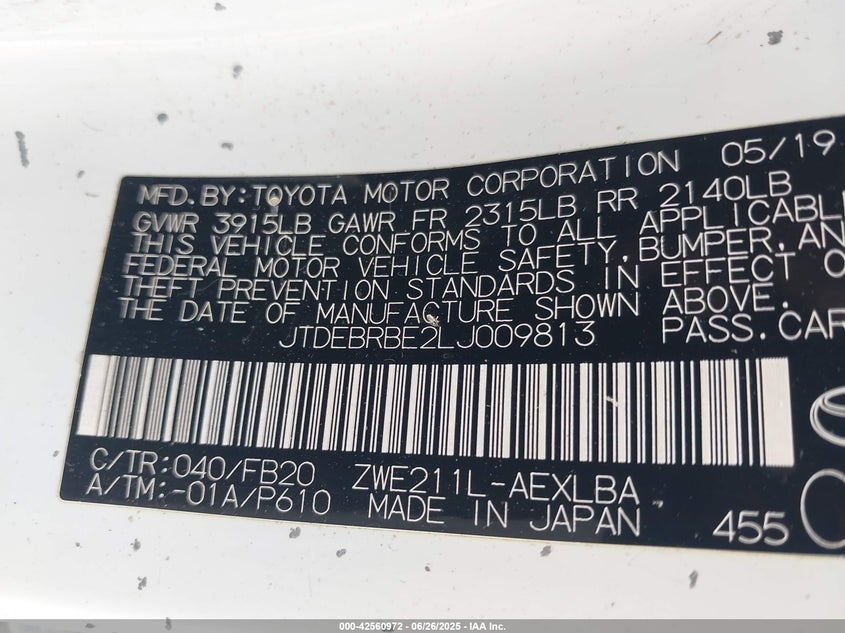 MFD.BY:TOYOTA MOTOR CORPORATION 05/19
GVWR 3915LB GAWR FR 2315LB RR 2140LB
THIS VEHICLE CONFORMS TO ALL APPLICABL
FEDERAL MOTOR VEHICLE SAFETY,BUMPER,AN
THEFT PREVENTION STANDARDS IN EFFECT O
THE DATE OF MANUFACTURE SHOWN ABOVE.
JTDEBRBE2LJ009813 PASS.CAR
C/TR:040/FB20 ZWE211L-AEXLBA
A/TM:-01A/P610 MADE IN JAPAN 455
000-42560972 | 06/26/2025 - IAA Inc.